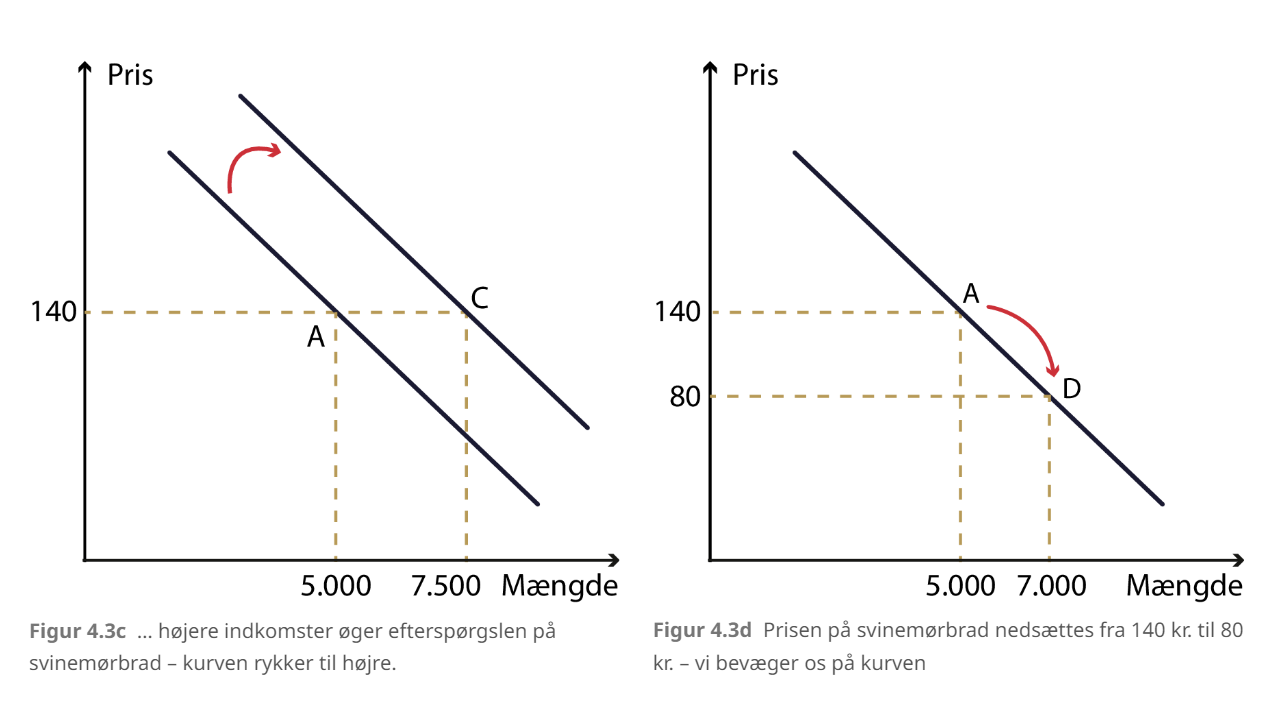 Pris
140
C
A
5.000 7.500 Mængde
Figur 4.3c ... højere indkomster øger efterspørgslen på
svinemørbrad – kurven rykker til højre.
Pris
140
A
80
D
5.000 7.000 Mængde
Figur 4.3d Prisen på svinemørbrad nedsættes fra 140 kr. til 80
kr. – vi bevæger os på kurven